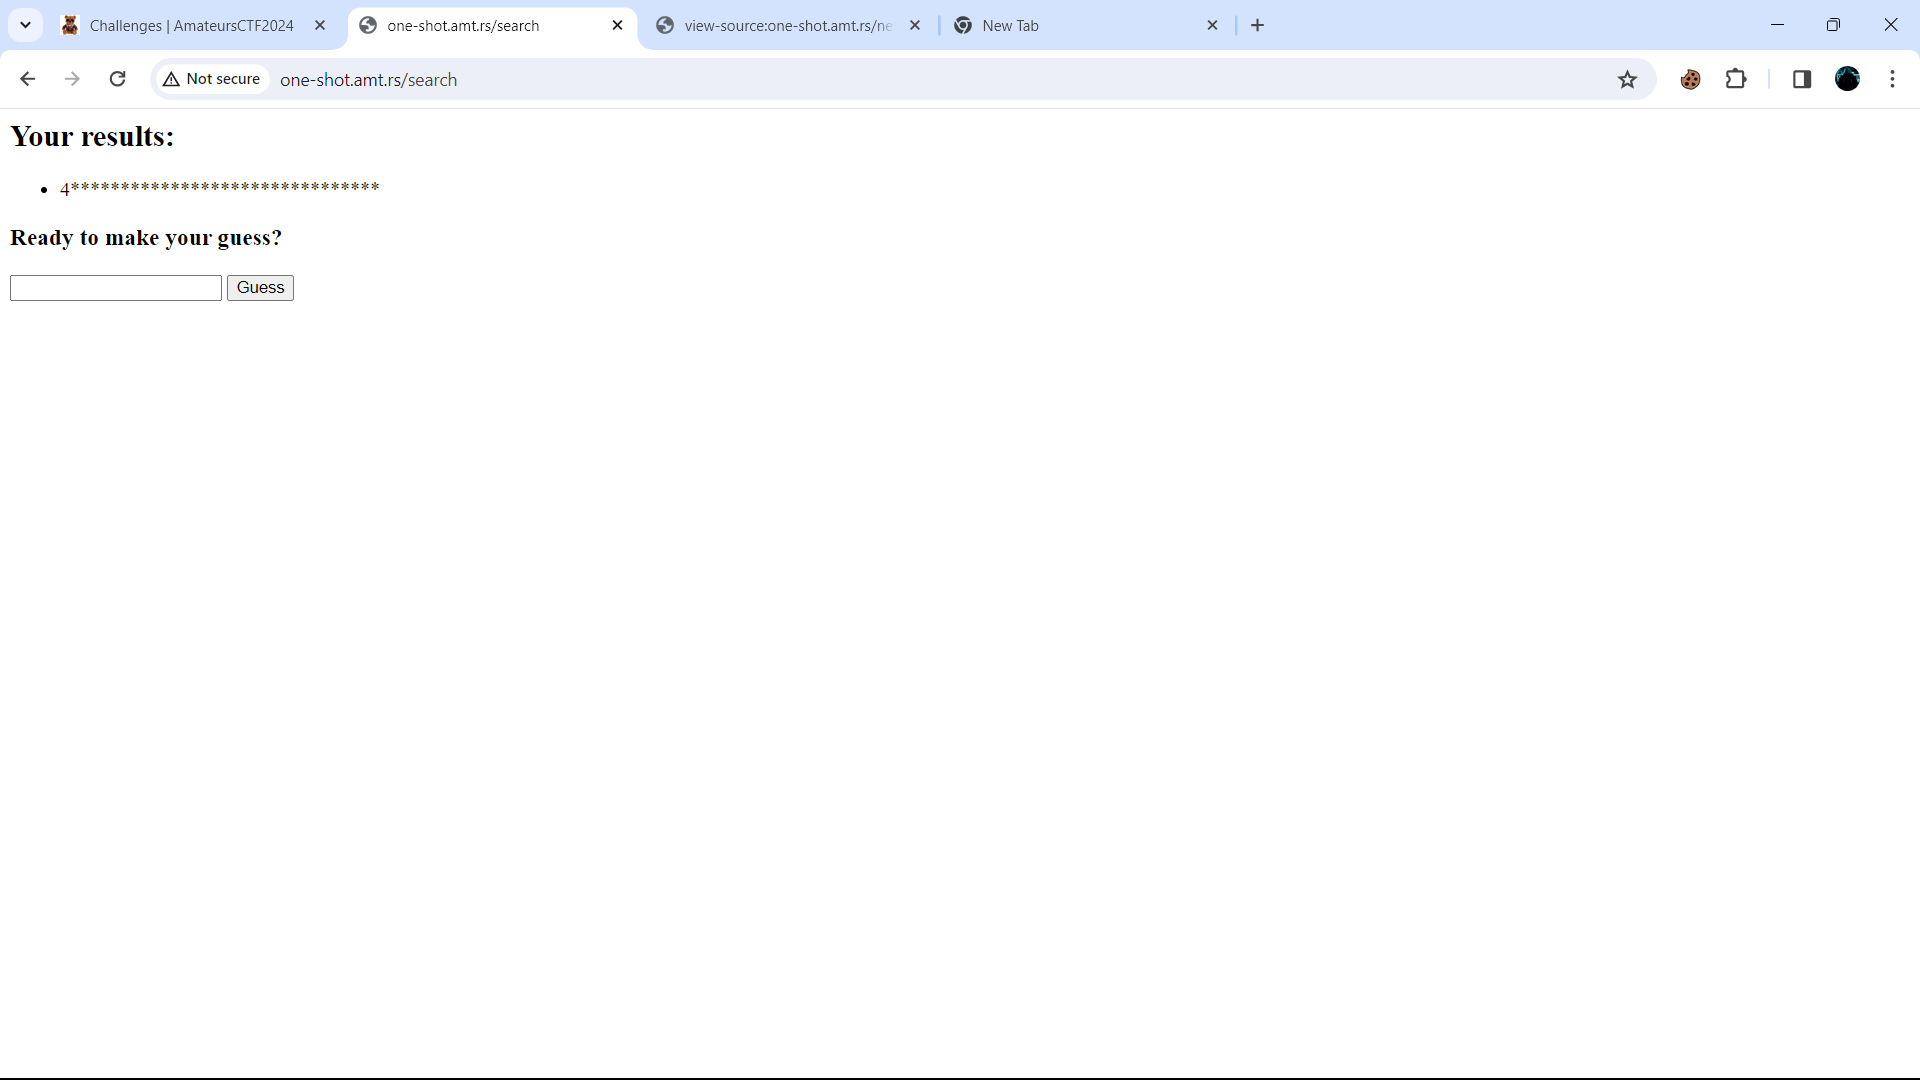 Challenges | AmateursCTF2024
one-shot.amt.rs/search
view-source:one-shot.amt.rs/ne
New Tab
Not secure
one-shot.amt.rs/search
Your results:
• 4*******************************
Ready to make your guess?
Guess